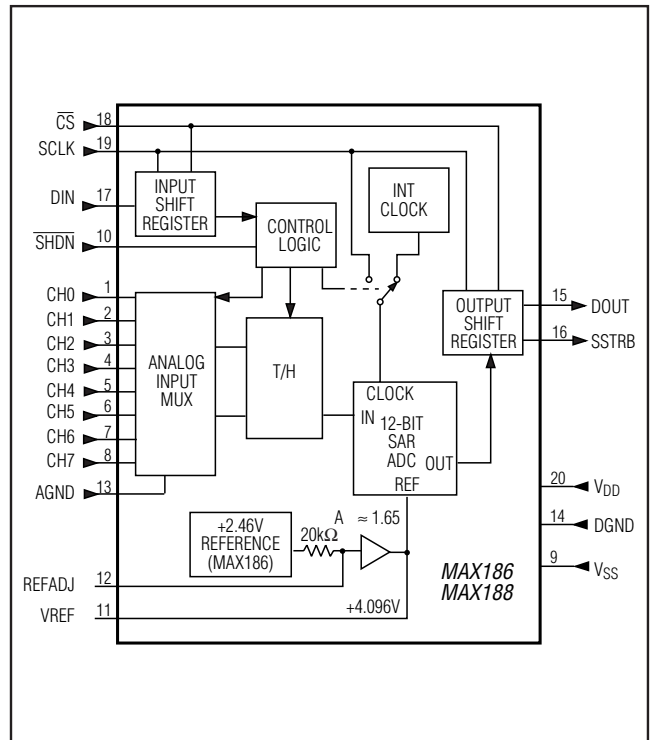 CS 18
SCLK 19
DIN 17
INPUT
SHIFT
REGISTER
SHDN 10
CONTROL
LOGIC
INT
CLOCK
CH0 1
CH1 2
CH2 3
CH3 4
CH4 5
CH5 6
CH6 7
CH7 8
AGND 13
ANALOG
INPUT
MUX
T/H
CLOCK
IN
12-BIT
SAR
ADC
OUT
REF
OUTPUT
SHIFT
REGISTER
15 DOUT
16 SSTRB
20 VDD
14 DGND
9 VSS
+2.46V
REFERENCE
(MAX186)
20kΩ
A ≈ 1.65
REFADJ 12
VREF 11
+4.096V
MAX186
MAX188